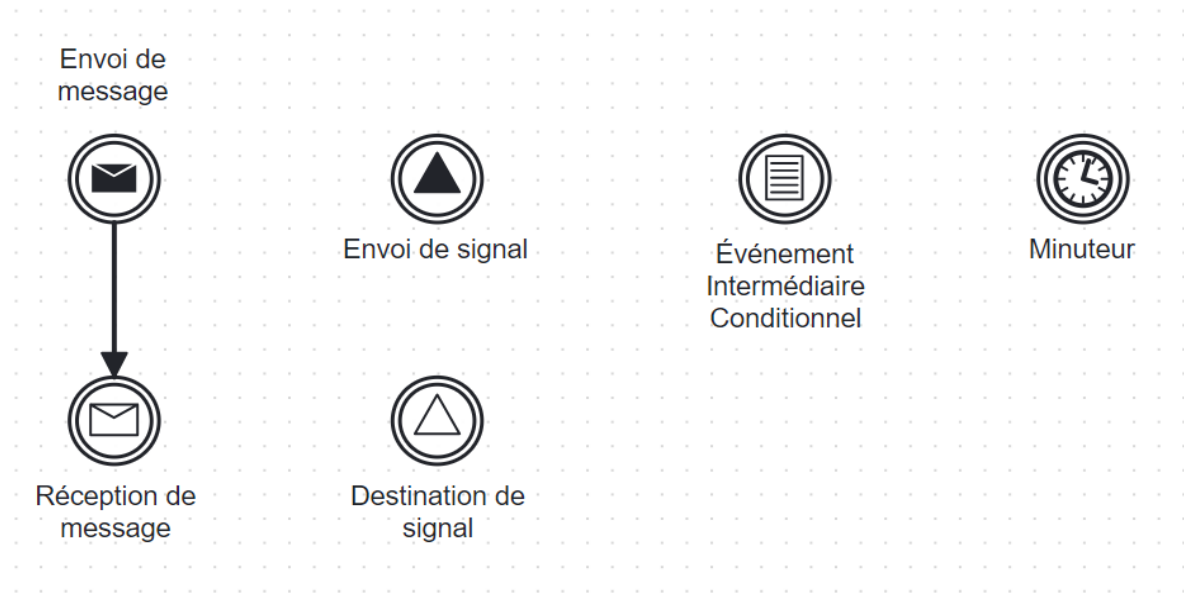 Envoi de
message
Envoi de signal
Événement
Intermédiaire
Conditionnel
Minuteur
Réception de
message
Destination de
signal